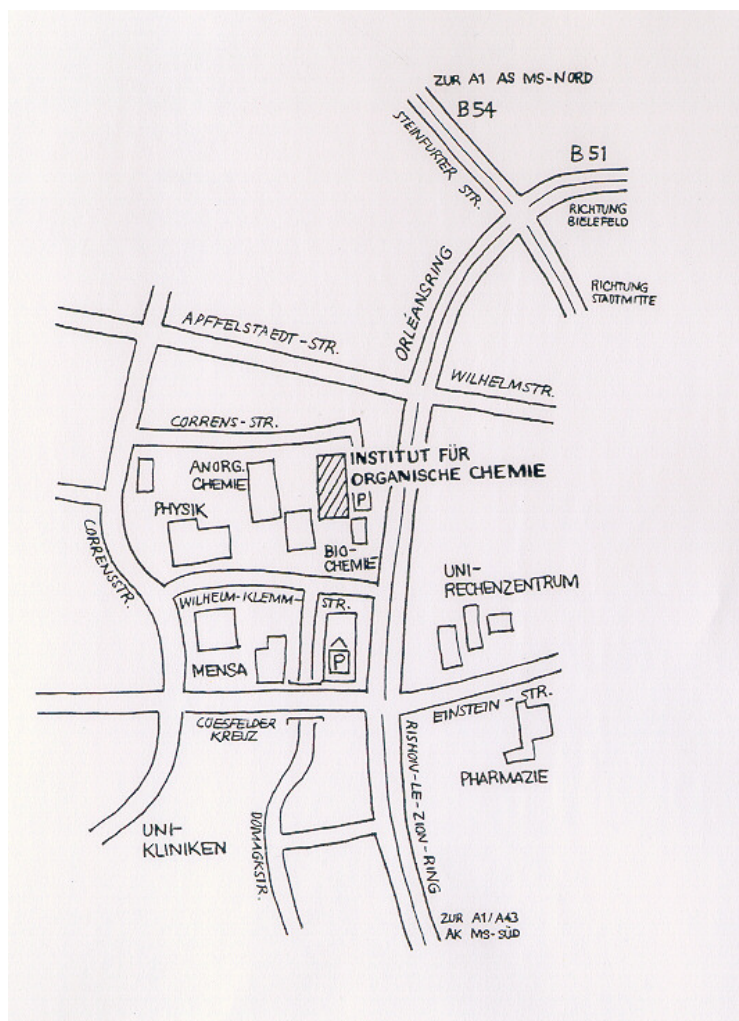 ZUR A1 AS MS-NORD
B54
STEINFURTER STR.
B51
RICHTUNG
BIELEFELD
RICHTUNG
STADTMITTE
ORLÉANSRING
APFFELSTAEDT-STR.
WILHELMSTR.
CORRENS-STR.
INSTITUT FÜR
ORGANISCHE CHEMIE
ANORG.
CHEMIE
P
PHYSIK
BIO-
CHEMIE
CORRENSSTR.
UNI-
RECHENZENTRUM
WILHELM-KLEMM-
STR.
MENSA
P
EINSTEIN-STR.
COESFELDER
KREUZ
RISHON-LE-ZION-RING
PHARMAZIE
UNI-
KLINIKEN
DOMAGKSTR.
ZUR A1/A43
AK MS-SÜD